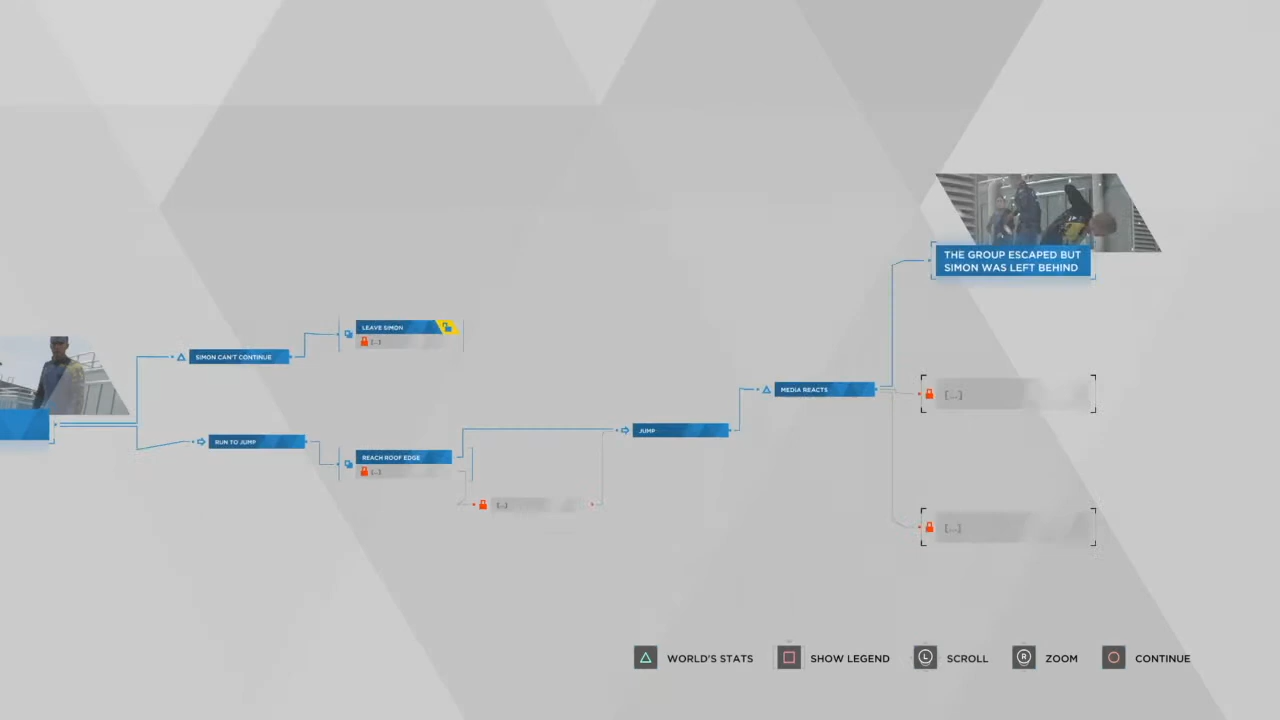 THE GROUP ESCAPED BUT
SIMON WAS LEFT BEHIND
LEAVE SIMON
[...]
SIMON CAN'T CONTINUE
MEDIA REACTS
[...]
JUMP
RUN TO JUMP
REACH ROOF EDGE
[...]
[...]
[...]
WORLD'S STATS
SHOW LEGEND
L
SCROLL
R
ZOOM
CONTINUE